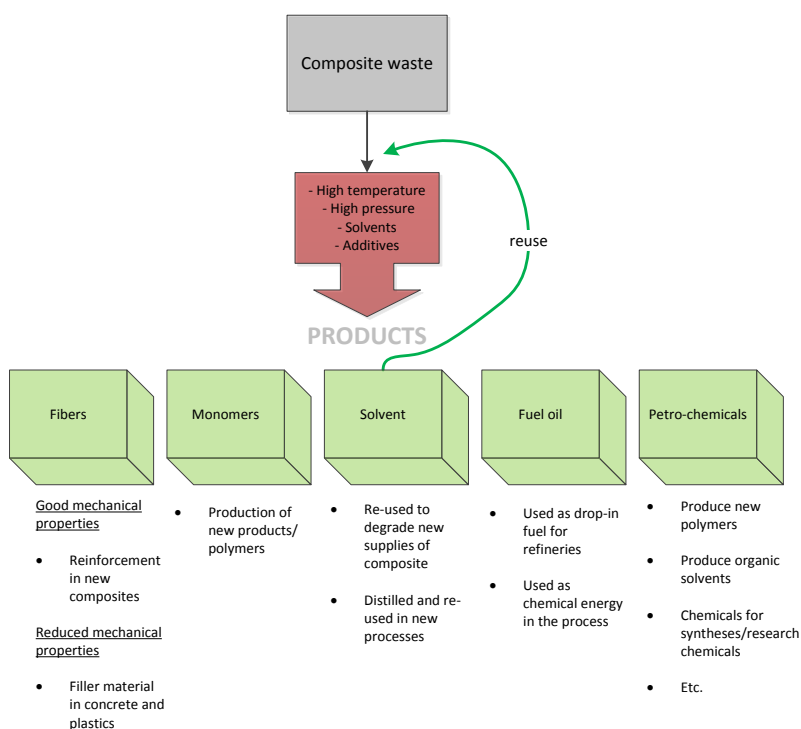 Composite waste
- High temperature
- High pressure
- Solvents
- Additives
reuse
PRODUCTS
Fibers
Monomers
Solvent
Fuel oil
Petro-chemicals
Good mechanical
properties
• Reinforcement
in new
composites
Reduced mechanical
properties
• Filler material
in concrete and
plastics
• Production of
new products/
polymers
• Re-used to
degrade new
supplies of
composite
• Distilled and re-
used in new
processes
• Used as drop-in
fuel for
refineries
• Used as
chemical energy
in the process
• Produce new
polymers
• Produce organic
solvents
• Chemicals for
syntheses/research
chemicals
• Etc.